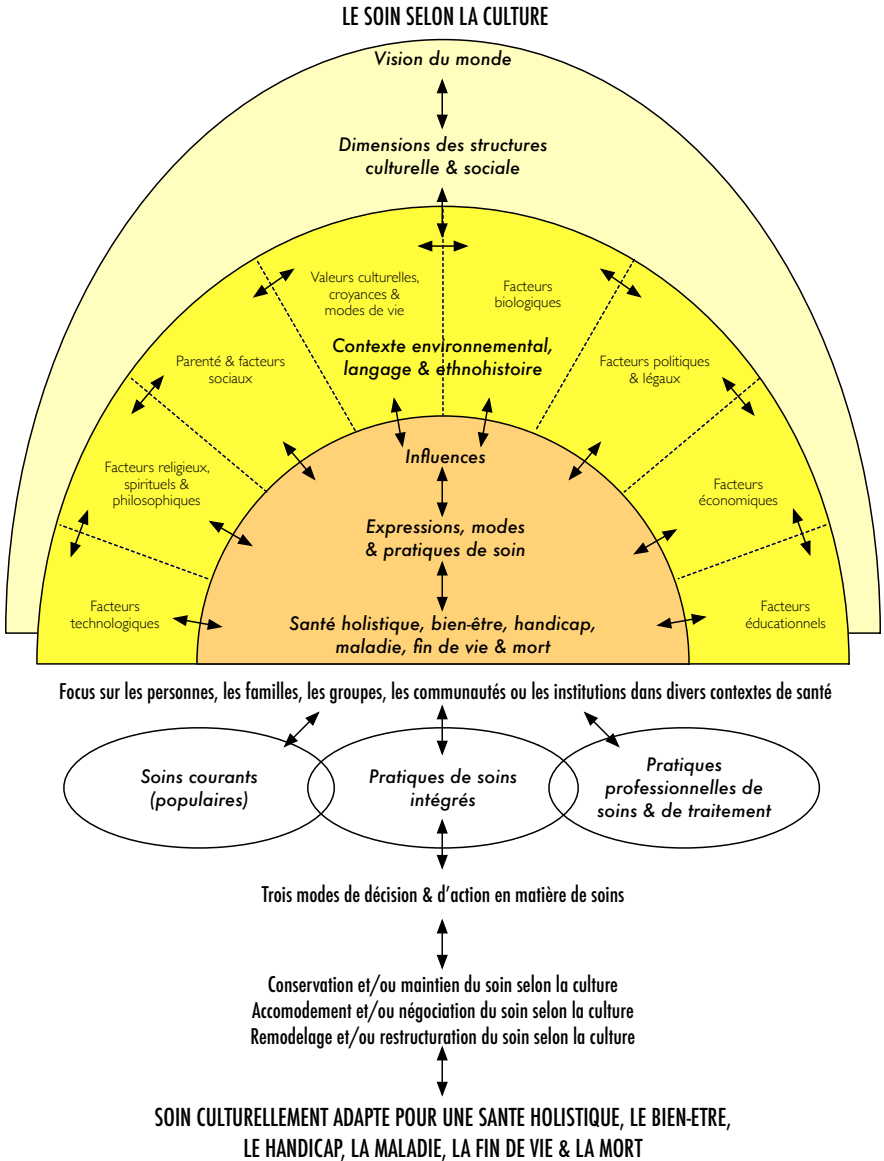 LE SOIN SELON LA CULTURE
Vision du monde
Dimensions des structures
culturelle & sociale
Valeurs culturelles,
croyances &
modes de vie
Facteurs
biologiques
Contexte environnemental,
langage & ethnohistoire
Parenté & facteurs
sociaux
Facteurs politiques
& légaux
Facteurs religieux,
spirituels &
philosophiques
Facteurs
économiques
Facteurs
technologiques
Facteurs
éducationnels
Influences
Expressions, modes
& pratiques de soin
Santé holistique, bien-être, handicap,
maladie, fin de vie & mort
Focus sur les personnes, les familles, les groupes, les communautés ou les institutions dans divers contextes de santé
Soins courants
(populaires)
Pratiques de soins
intégrés
Pratiques
professionnelles de
soins & de traitement
Trois modes de décision & d'action en matière de soins
Conservation et/ou maintien du soin selon la culture
Accomodement et/ou négociation du soin selon la culture
Remodelage et/ou restructuration du soin selon la culture
SOIN CULTURELLEMENT ADAPTE POUR UNE SANTE HOLISTIQUE, LE BIEN-ETRE,
LE HANDICAP, LA MALADIE, LA FIN DE VIE & LA MORT